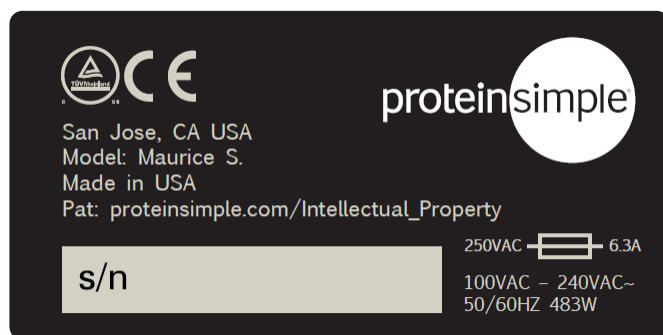 TÜVRheinland
C US
CE
proteinsimple
San Jose, CA USA
Model: Maurice S.
Made in USA
Pat: proteinsimple.com/Intellectual_Property
s/n
250VAC 6.3A
100VAC – 240VAC~
50/60HZ 483W